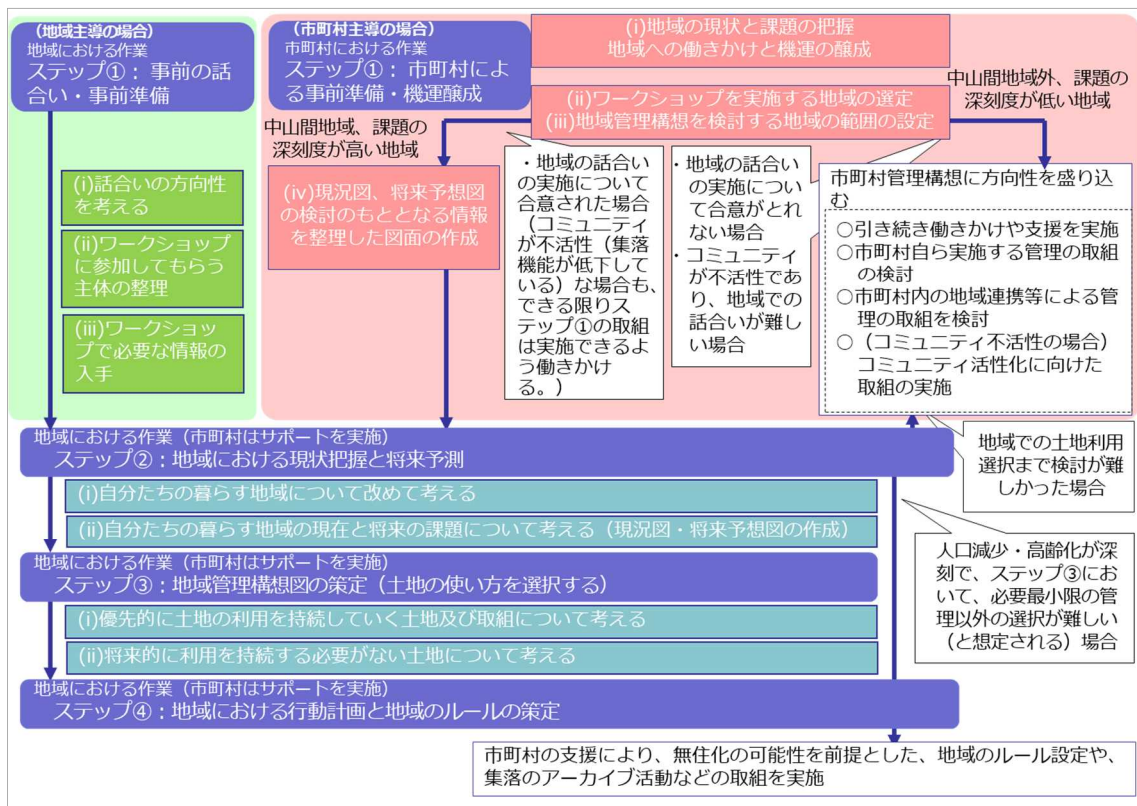 (地域主導の場合)
地域における作業
ステップ①：事前の話
合い・事前準備
(i)話合いの方向性
を考える
(ii)ワークショップ
に参加してもらう
主体の整理
(iii)ワークショッ
プで必要な情報の
入手
(市町村主導の場合)
市町村における作業
ステップ①：市町村によ
る事前準備・機運醸成
(i)地域の現状と課題の把握
地域への働きかけと機運の醸成
(ii)ワークショップを実施する地域の選定
(iii)地域管理構想を検討する地域の範囲の設定
中山間地域、課題の
深刻度が高い地域
中山間地域外、課題の
深刻度が低い地域
(iv)現況図、将来予想図
の検討のもととなる情報
を整理した図面の作成
・地域の話合い
の実施について
合意された場合
（コミュニティ
が不活性（集落
機能が低下して
いる）な場合も、
できる限りス
テップ①の取組
は実施できるよ
う働きかけ
る。）
・地域の話合い
の実施につい
て合意がとれ
ない場合
・コミュニティ
が不活性であ
り、地域での
話合いが難し
い場合
市町村管理構想に方向性を盛り込
む
○引き続き働きかけや支援を実施
○市町村自ら実施する管理の取組
の検討
○市町村内の地域連携等による管
理の取組を検討
○（コミュニティ不活性の場合）
コミュニティ活性化に向けた
取組の実施
地域における作業（市町村はサポートを実施）
ステップ②：地域における現状把握と将来予測
(i)自分たちの暮らす地域について改めて考える
(ii)自分たちの暮らす地域の現在と将来の課題について考える（現況図・将来予想図の作成）
地域での土地利用
選択まで検討が難
しかった場合
地域における作業（市町村はサポートを実施）
ステップ③：地域管理構想図の策定（土地の使い方を選択する）
(i)優先的に土地の利用を持続していく土地及び取組について考える
(ii)将来的に利用を持続する必要がない土地について考える
人口減少・高齢化が深
刻で、ステップ③にお
いて、必要最小限の管
理以外の選択が難しい
（と想定される）場合
地域における作業（市町村はサポートを実施）
ステップ④：地域における行動計画と地域のルールの策定
市町村の支援により、無住化の可能性を前提とした、地域のルール設定や、
集落のアーカイブ活動などの取組を実施